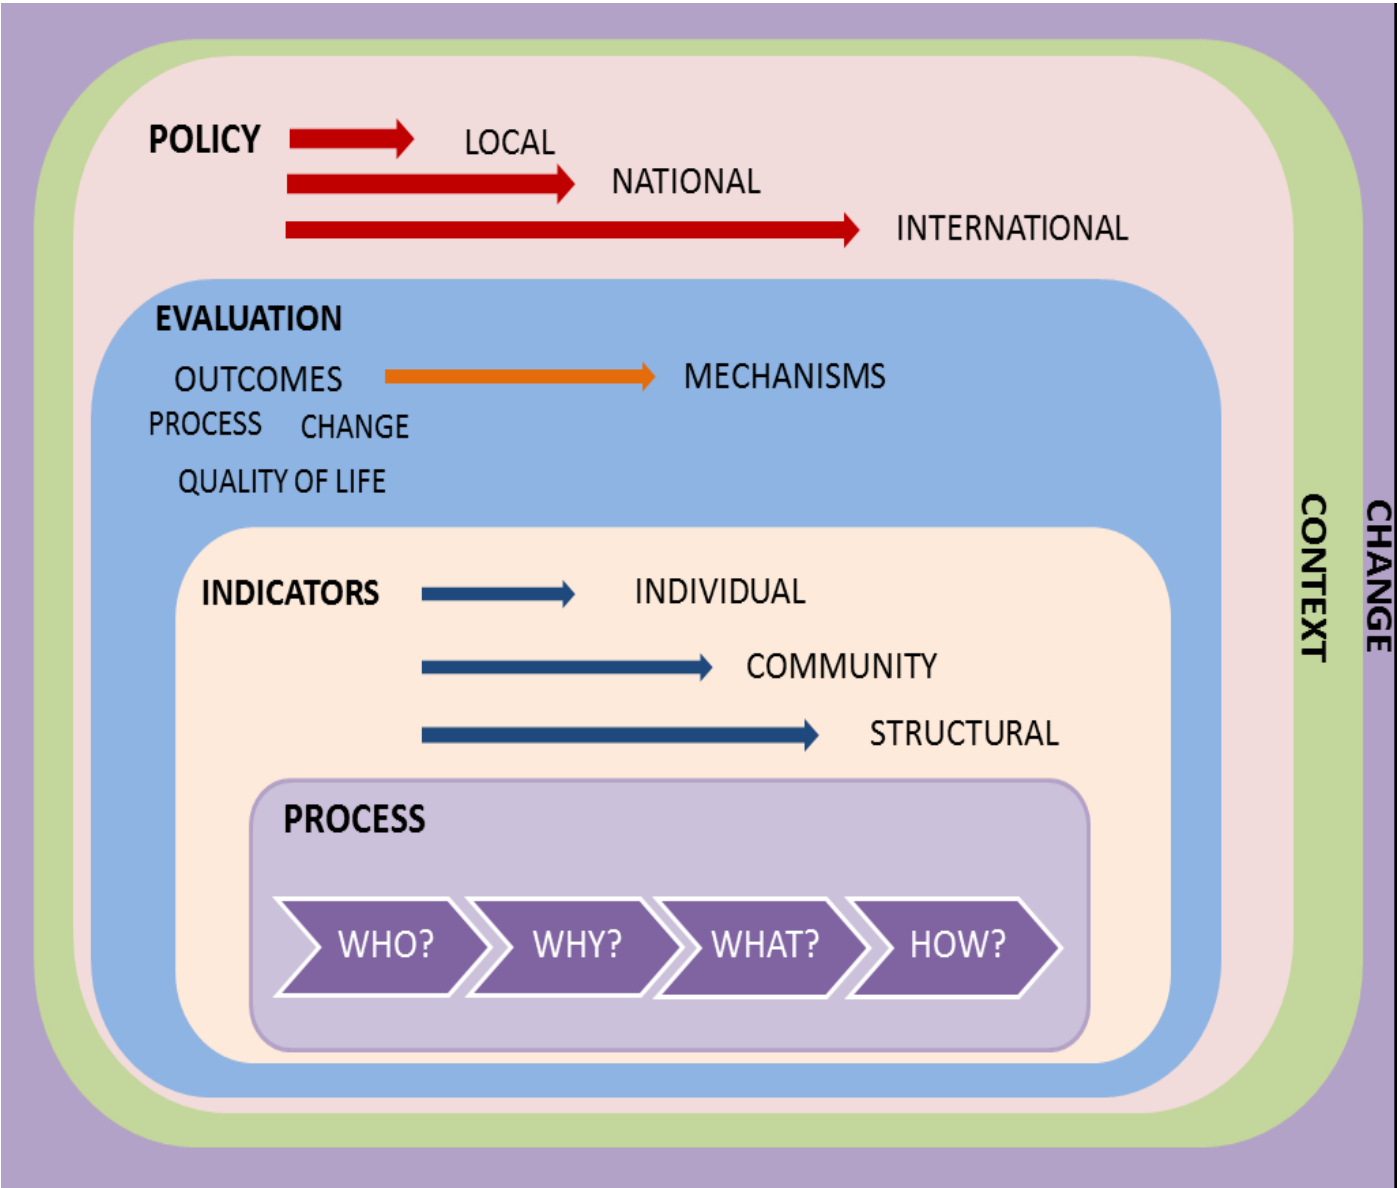 POLICY
LOCAL
NATIONAL
INTERNATIONAL
EVALUATION
OUTCOMES
MECHANISMS
PROCESS CHANGE
QUALITY OF LIFE
INDICATORS
INDIVIDUAL
COMMUNITY
STRUCTURAL
PROCESS
WHO? WHY? WHAT? HOW?
CONTEXT
CHANGE